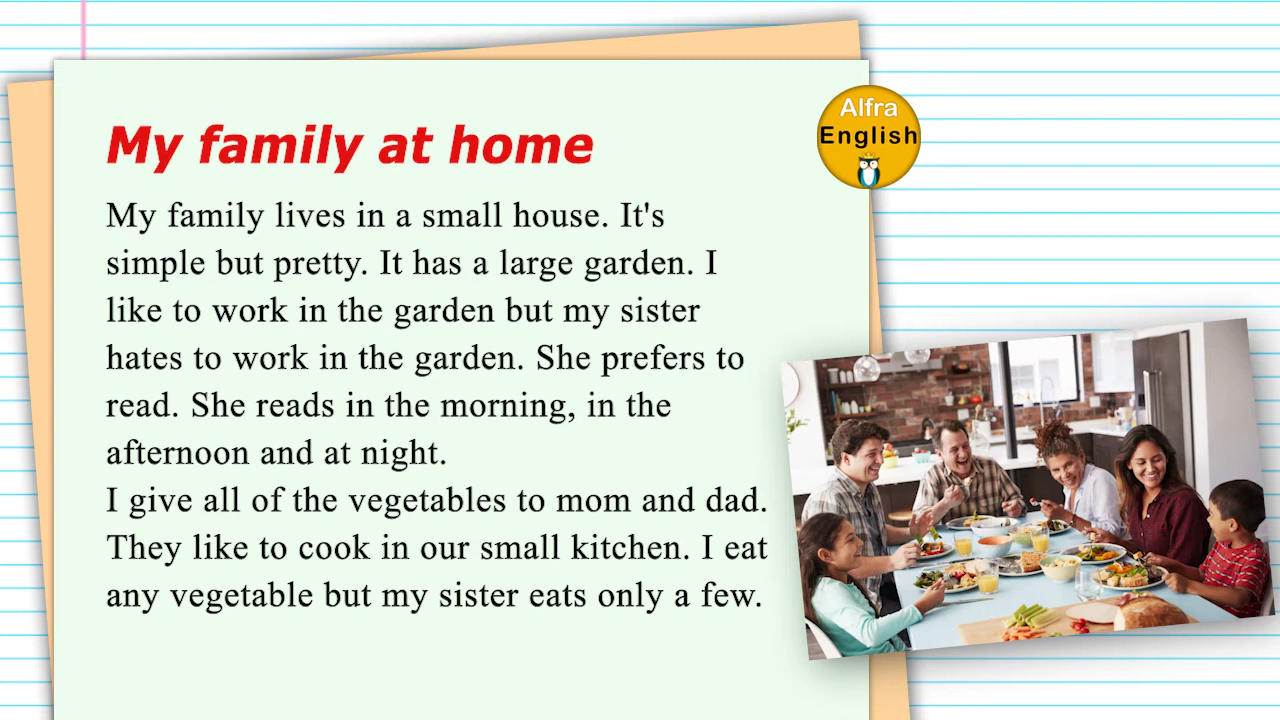 My family at home
Alfra
English
My family lives in a small house. It's
simple but pretty. It has a large garden. I
like to work in the garden but my sister
hates to work in the garden. She prefers to
read. She reads in the morning, in the
afternoon and at night.
I give all of the vegetables to mom and dad.
They like to cook in our small kitchen. I eat
any vegetable but my sister eats only a few.